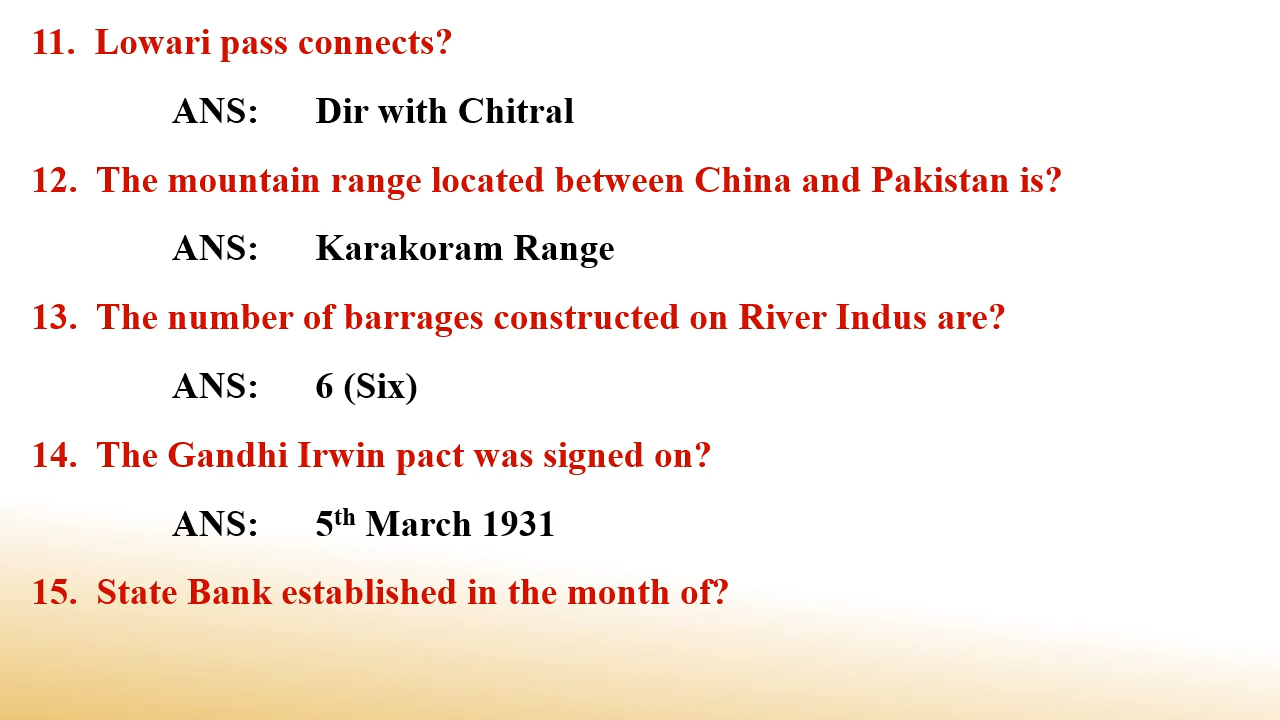 11. Lowari pass connects?
ANS: Dir with Chitral
12. The mountain range located between China and Pakistan is?
ANS: Karakoram Range
13. The number of barrages constructed on River Indus are?
ANS: 6 (Six)
14. The Gandhi Irwin pact was signed on?
ANS: 5th March 1931
15. State Bank established in the month of?